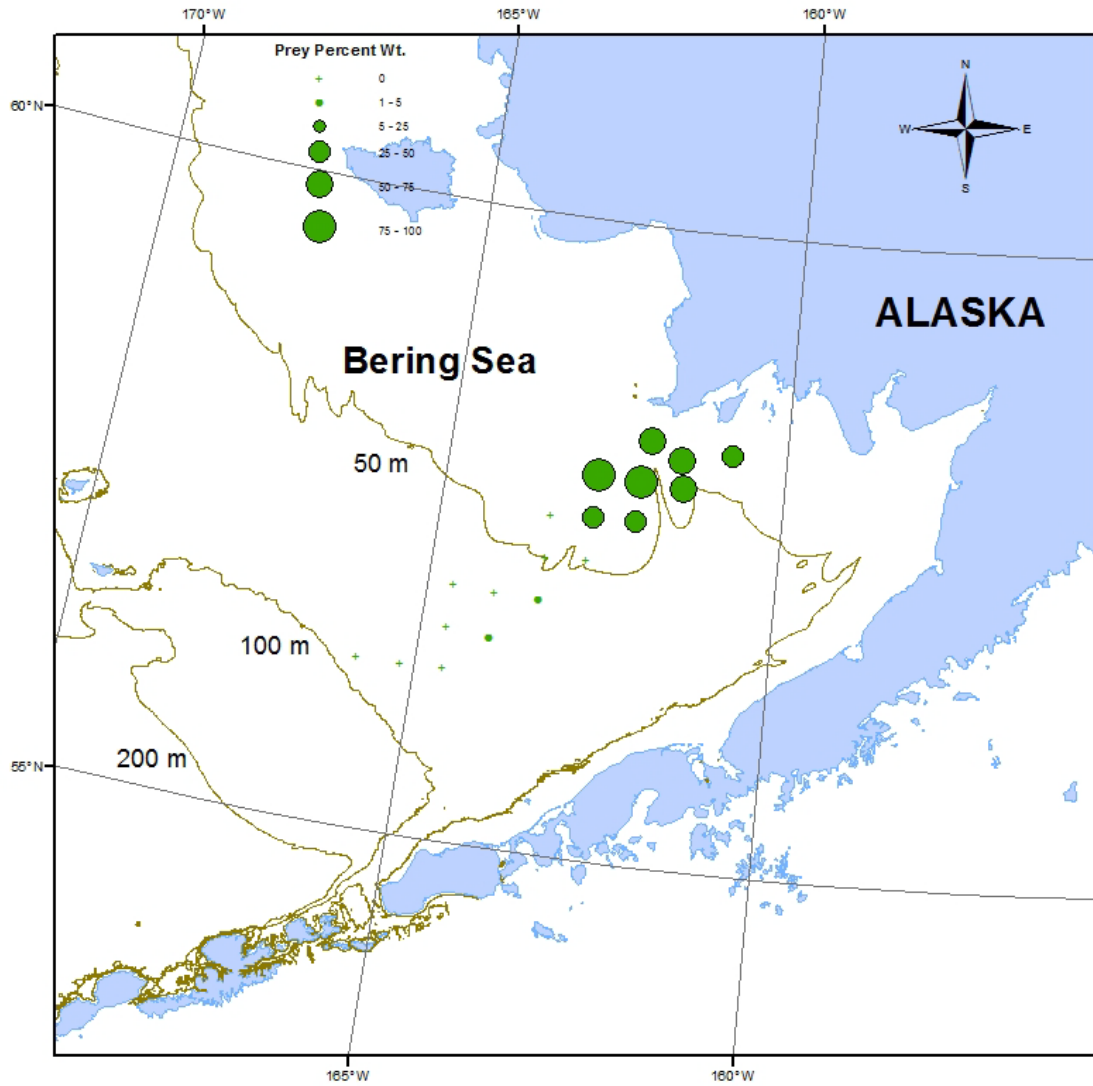 170°W 165°W 160°W
Prey Percent Wt.
0
1 - 5
5 - 25
25 - 50
50 - 75
75 - 100
N
W E
S
60°N
ALASKA
Bering Sea
50 m
100 m
200 m
55°N
165°W 160°W